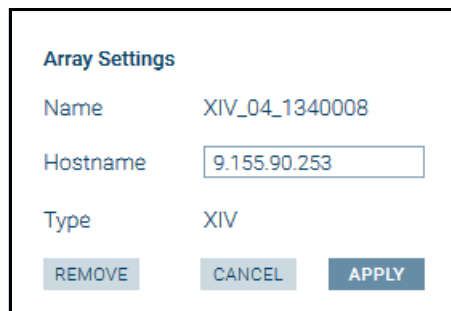 Array Settings
Name XIV_04_1340008
Hostname 9.155.90.253
Type XIV
REMOVE CANCEL APPLY